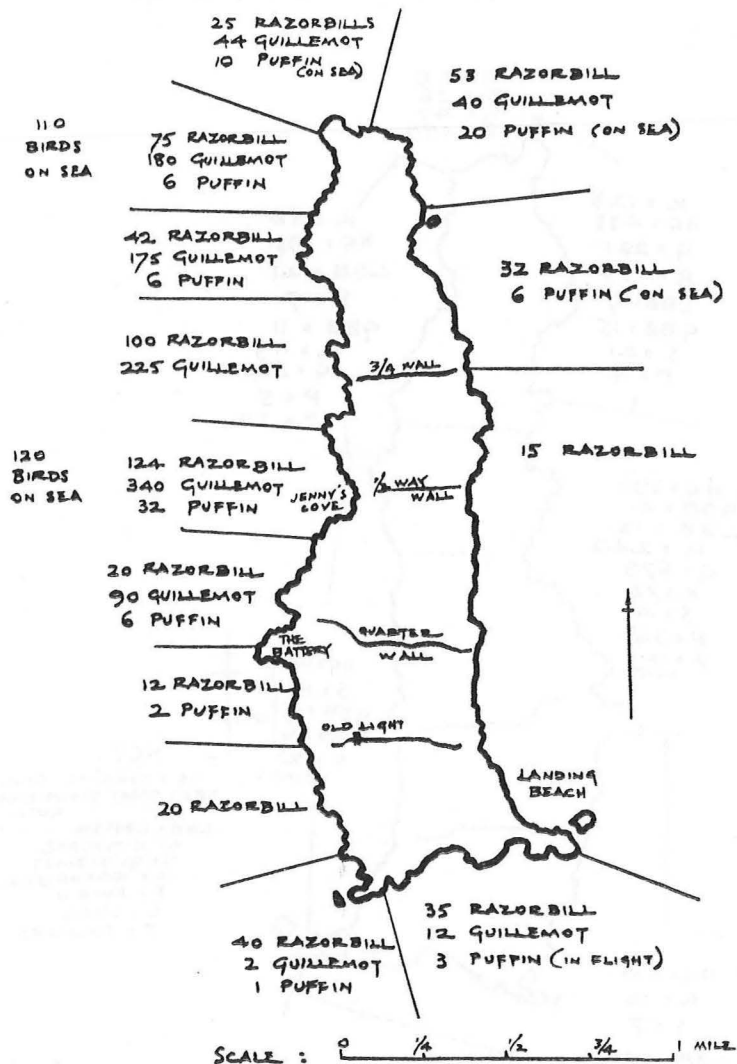 25 RAZORBILLS
44 GUILLEMOT
10 PUFFIN
(ON SEA)
53 RAZORBILL
40 GUILLEMOT
20 PUFFIN (ON SEA)
110
BIRDS
ON SEA
75 RAZORBILL
180 GUILLEMOT
6 PUFFIN
42 RAZORBILL
175 GUILLEMOT
6 PUFFIN
32 RAZORBILL
6 PUFFIN (ON SEA)
100 RAZORBILL
225 GUILLEMOT
3/4 WALL
120
BIRDS
ON SEA
124 RAZORBILL
340 GUILLEMOT
32 PUFFIN
JENNY'S
COVE
1/2 WAY
WALL
15 RAZORBILL
20 RAZORBILL
90 GUILLEMOT
6 PUFFIN
THE
BATTERY
QUARTER
WALL
12 RAZORBILL
2 PUFFIN
OLD LIGHT
LANDING
BEACH
20 RAZORBILL
40 RAZORBILL
2 GUILLEMOT
1 PUFFIN
35 RAZORBILL
12 GUILLEMOT
3 PUFFIN (IN FLIGHT)
SCALE : 0 1/4 1/2 3/4 1 MILE